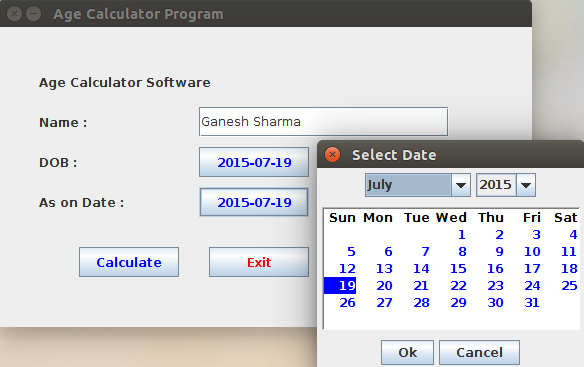 Age Calculator Program
Age Calculator Software
Name : Ganesh Sharma
DOB : 2015-07-19
As on Date : 2015-07-19
Calculate Exit
Select Date
July 2015
Sun Mon Tue Wed Thu Fri Sat
1 2 3 4
5 6 7 8 9 10 11
12 13 14 15 16 17 18
19 20 21 22 23 24 25
26 27 28 29 30 31
Ok Cancel